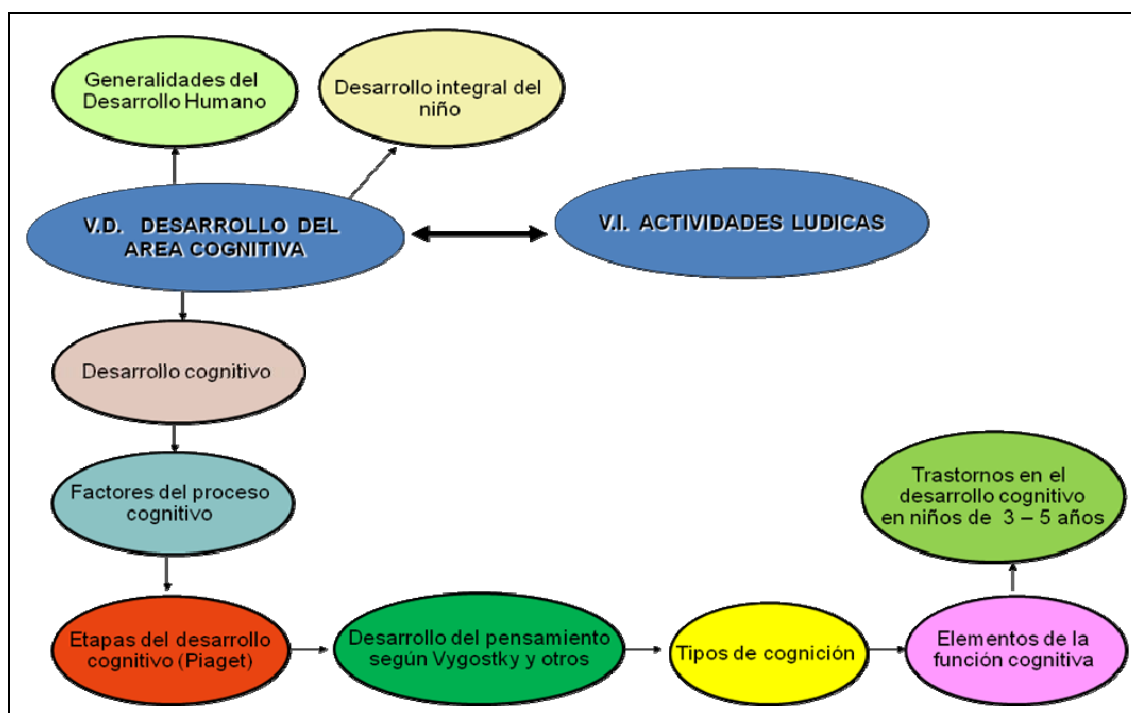 Generalidades del
Desarrollo Humano
Desarrollo integral del
niño
V.D. DESARROLLO DEL
AREA COGNITIVA
V.I. ACTIVIDADES LUDICAS
Desarrollo cognitivo
Factores del proceso
cognitivo
Trastornos en el
desarrollo cognitivo
en niños de 3 – 5 años
Etapas del desarrollo
cognitivo (Piaget)
Desarrollo del pensamiento
según Vygostky y otros
Tipos de cognición
Elementos de la
función cognitiva